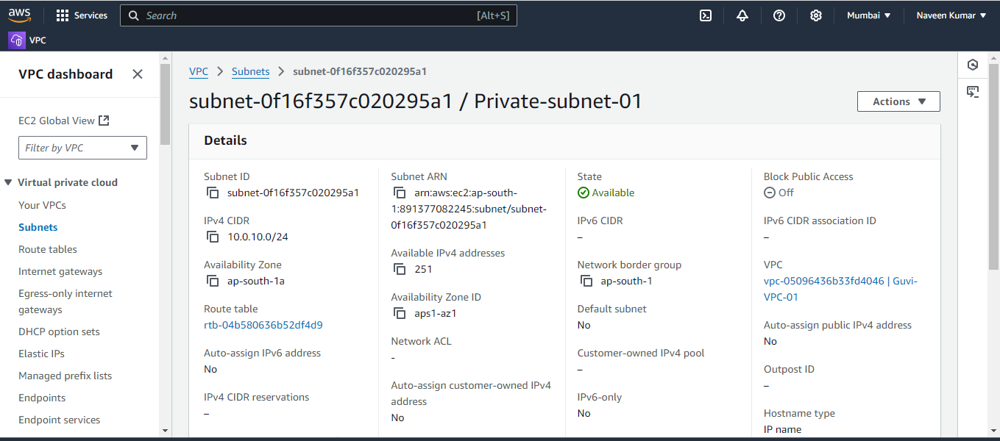 aws
Services
Search
[Alt+S]
Mumbai
Naveen Kumar
VPC
VPC dashboard
EC2 Global View
Filter by VPC
Virtual private cloud
Your VPCs
Subnets
Route tables
Internet gateways
Egress-only internet
gateways
DHCP option sets
Elastic IPs
Managed prefix lists
Endpoints
Endpoint services
VPC
Subnets
subnet-0f16f357c020295a1
subnet-0f16f357c020295a1 / Private-subnet-01
Actions
Details
Subnet ID
subnet-0f16f357c020295a1
IPv4 CIDR
10.0.10.0/24
Availability Zone
ap-south-1a
Route table
rtb-04b580636b52df4d9
Auto-assign IPv6 address
No
IPv4 CIDR reservations
–
Subnet ARN
arn:aws:ec2:ap-south-
1:891377082245:subnet/subnet-
0f16f357c020295a1
Available IPv4 addresses
251
Availability Zone ID
aps1-az1
Network ACL
-
Auto-assign customer-owned IPv4
address
No
State
Available
IPv6 CIDR
–
Network border group
ap-south-1
Default subnet
No
Customer-owned IPv4 pool
–
IPv6-only
No
Block Public Access
Off
IPv6 CIDR association ID
–
VPC
vpc-05096436b33fd4046 | Guvi-
VPC-01
Auto-assign public IPv4 address
No
Outpost ID
–
Hostname type
IP name